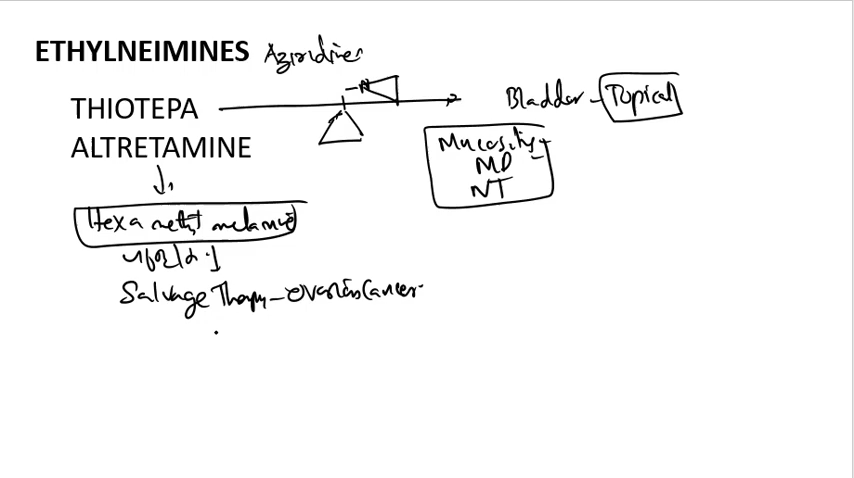 ETHYLNEIMINES Aziridines
THIOTEPA
Bladder - Topical
ALTRETAMINE
Mucositis
MD
NT
Hexa methyl melamine
Salvage Therapy - Ovarian Cancer